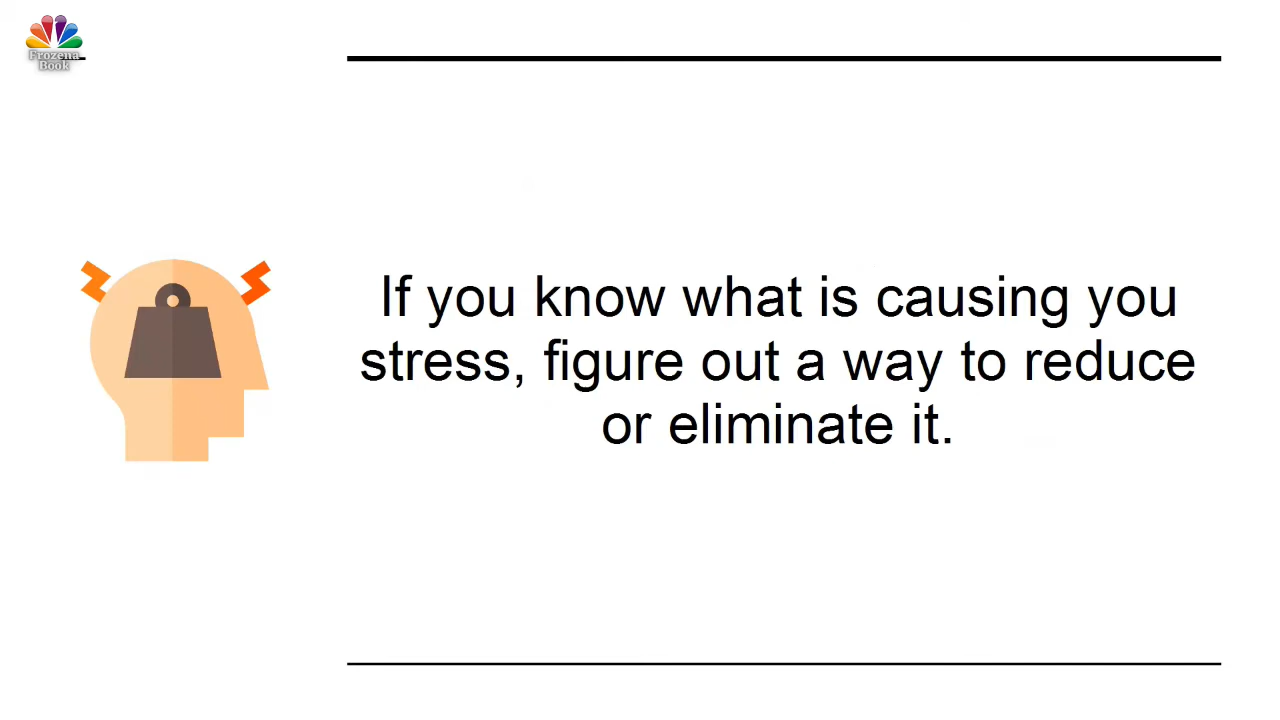 Frozena
Book
If you know what is causing you
stress, figure out a way to reduce
or eliminate it.